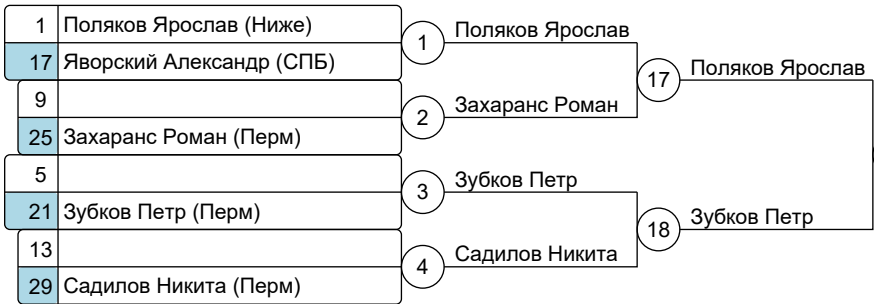 1 Поляков Ярослав (Ниже)
17 Яворский Александр (СПБ)
9
25 Захаранс Роман (Перм)
5
21 Зубков Петр (Перм)
13
29 Садилов Никита (Перм)
1 Поляков Ярослав
2 Захаранс Роман
3 Зубков Петр
4 Садилов Никита
17 Поляков Ярослав
18 Зубков Петр